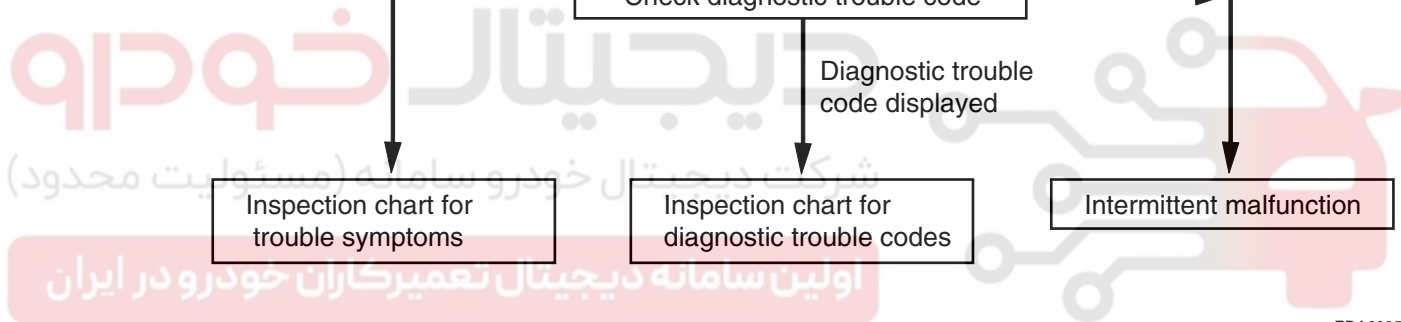 Check diagnostic trouble code
Diagnostic trouble
code displayed
دیجیتال خودرو
شرکت دیجیتال خودرو سامانه (مسئولیت محدود)
Inspection chart for
trouble symptoms
Inspection chart for
diagnostic trouble codes
Intermittent malfunction
اولین سامانه دیجیتال تعمیرکاران خودرو در ایران